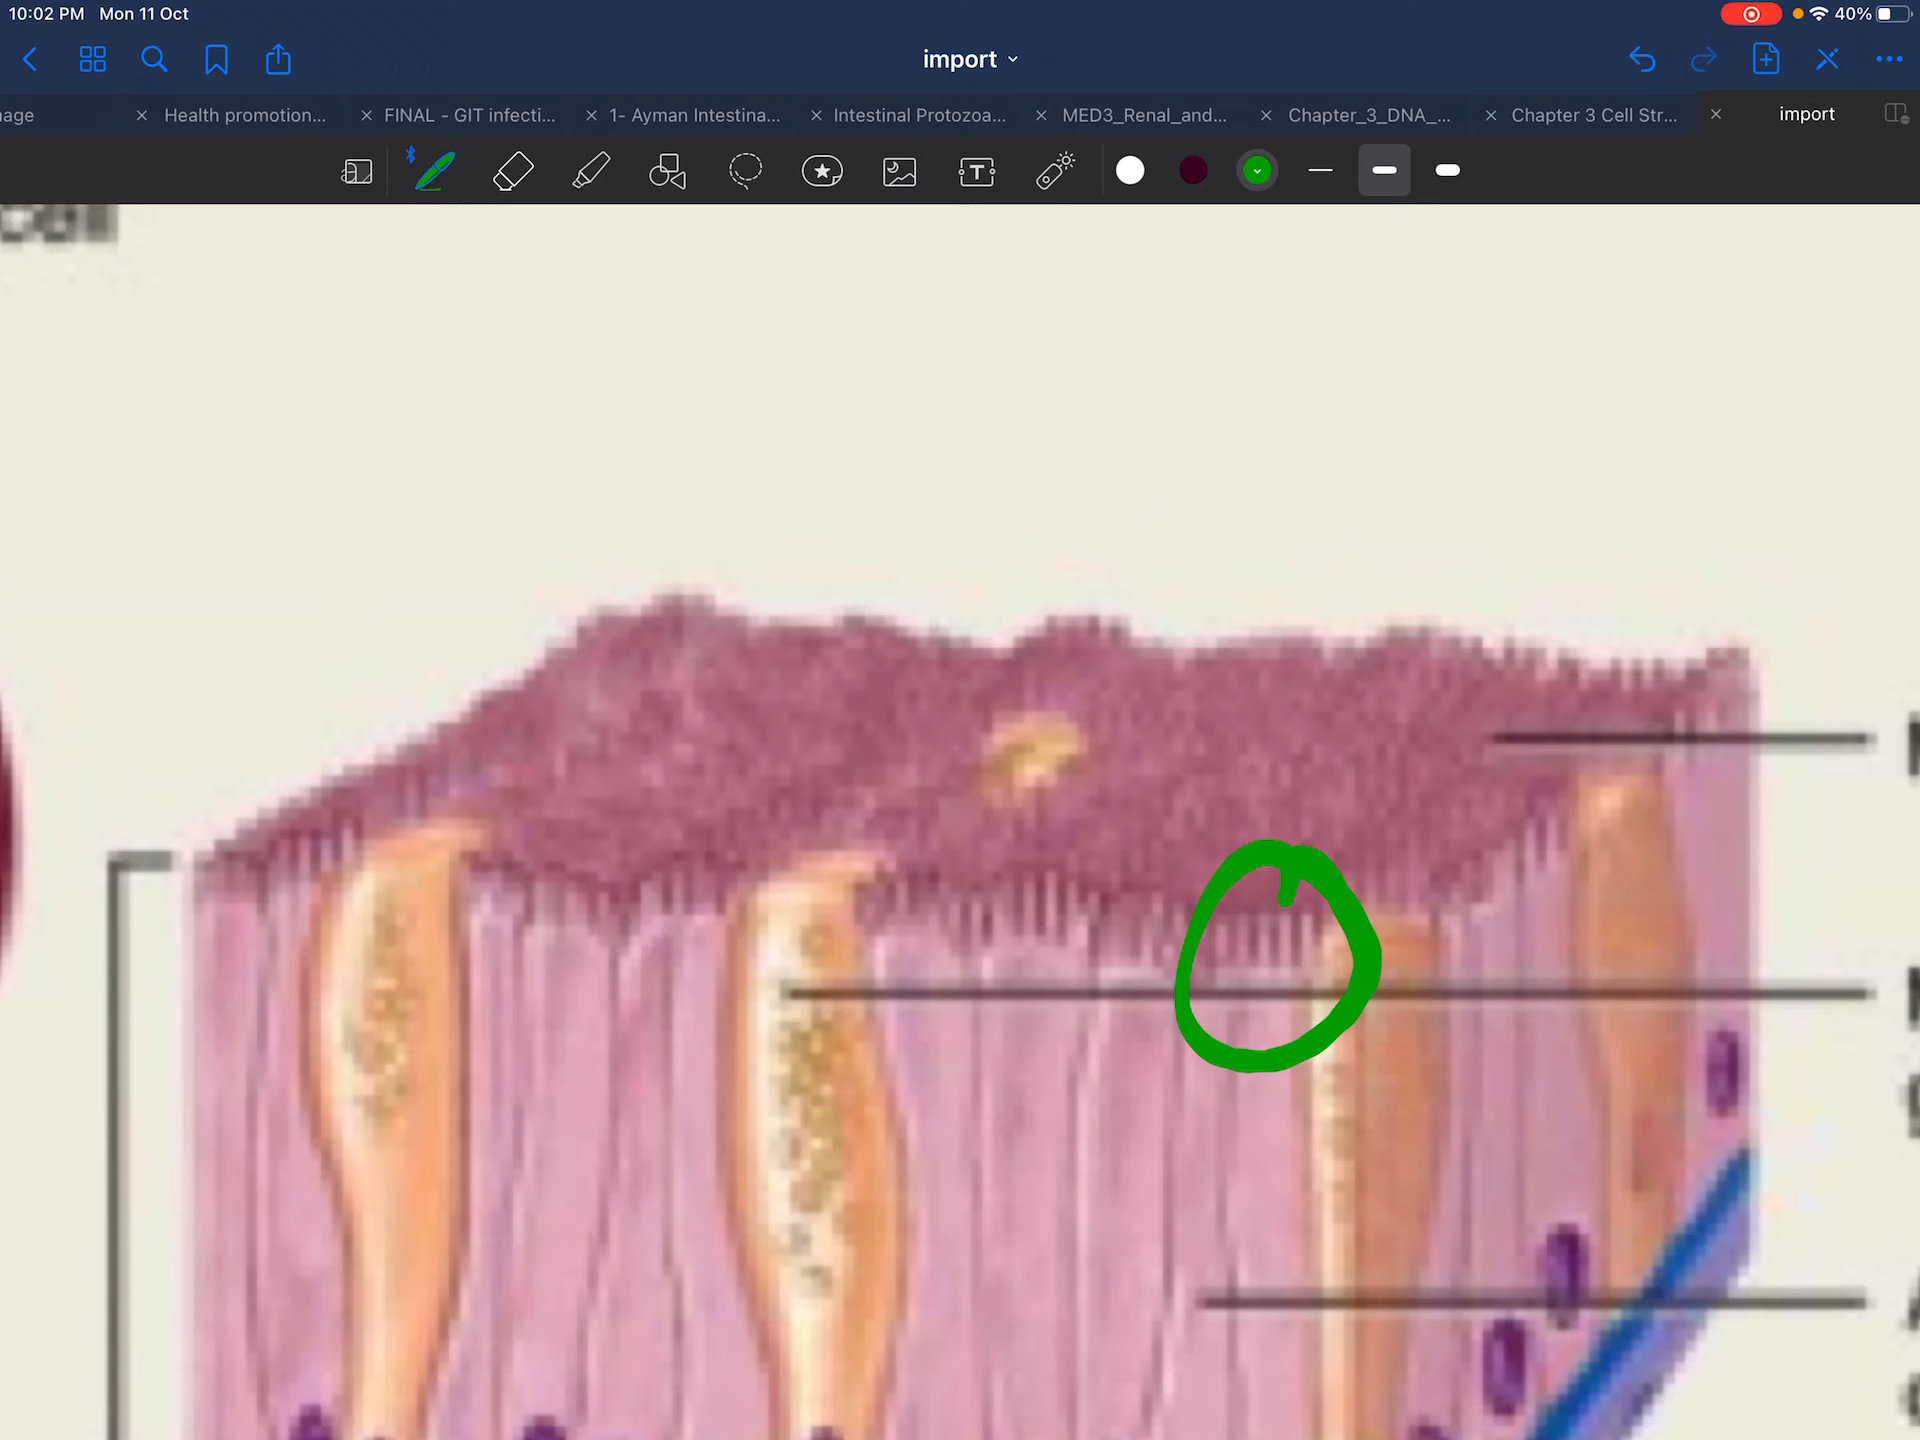 10:02 PM Mon 11 Oct
40%
import
Health promotion...
FINAL - GIT infecti...
1- Ayman Intestina...
Intestinal Protozoa...
MED3_Renal_and...
Chapter_3_DNA_...
Chapter 3 Cell Str...
import
T